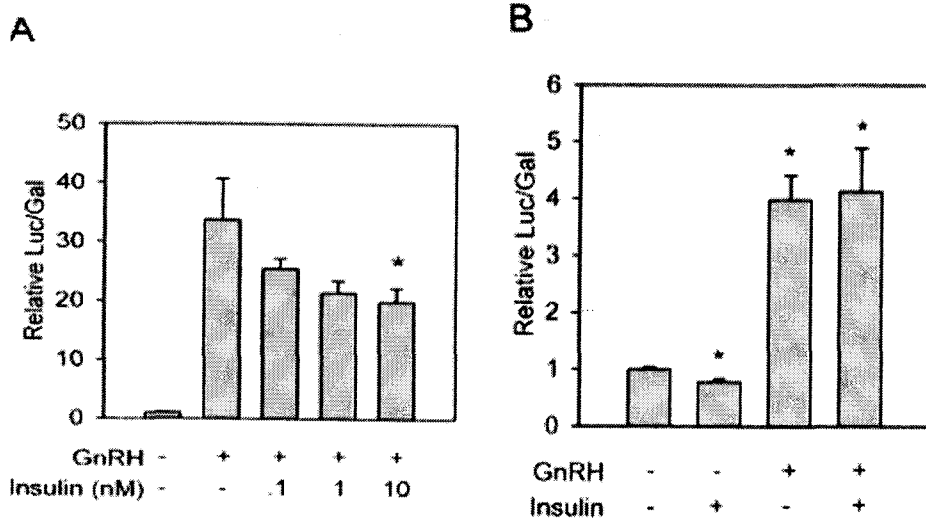 A
Relative Luc/Gal
50
40
30
20
10
0
*
GnRH - + + + +
Insulin (nM) - - .1 1 10
B
Relative Luc/Gal
6
5
4
3
2
1
0
* * *
GnRH - - + +
Insulin - + - +